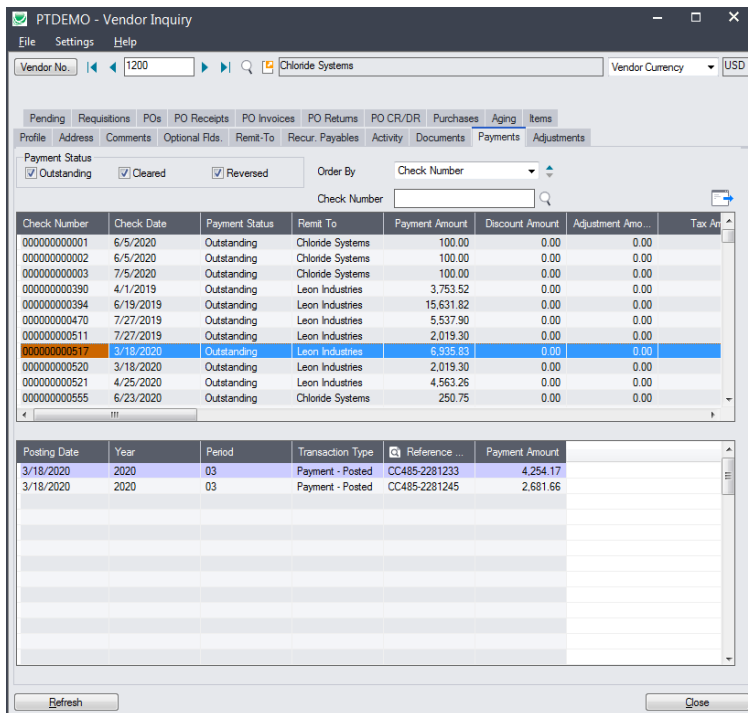 PTDEMO - Vendor Inquiry
File Settings Help
Vendor No. 1200 Chloride Systems Vendor Currency USD
Pending Requisitions POs PO Receipts PO Invoices PO Returns PO CR/DR Purchases Aging Items
Profile Address Comments Optional Flds. Remit-To Recur. Payables Activity Documents Payments Adjustments
Payment Status
Outstanding Cleared Reversed Order By Check Number
Check Number
Check Number Check Date Payment Status Remit To Payment Amount Discount Amount Adjustment Amo... Tax Am
000000000001 6/5/2020 Outstanding Chloride Systems 100.00 0.00 0.00
000000000002 6/5/2020 Outstanding Chloride Systems 100.00 0.00 0.00
000000000003 7/5/2020 Outstanding Chloride Systems 100.00 0.00 0.00
000000000390 4/1/2019 Outstanding Leon Industries 3,753.52 0.00 0.00
000000000394 6/19/2019 Outstanding Leon Industries 15,631.82 0.00 0.00
000000000470 7/27/2019 Outstanding Leon Industries 5,537.90 0.00 0.00
000000000511 7/27/2019 Outstanding Leon Industries 2,019.30 0.00 0.00
000000000517 3/18/2020 Outstanding Leon Industries 6,935.83 0.00 0.00
000000000520 3/18/2020 Outstanding Leon Industries 2,019.30 0.00 0.00
000000000521 4/25/2020 Outstanding Leon Industries 4,563.26 0.00 0.00
000000000555 6/23/2020 Outstanding Chloride Systems 250.75 0.00 0.00
Posting Date Year Period Transaction Type Reference ... Payment Amount
3/18/2020 2020 03 Payment - Posted CC485-2281233 4,254.17
3/18/2020 2020 03 Payment - Posted CC485-2281245 2,681.66
Refresh Close